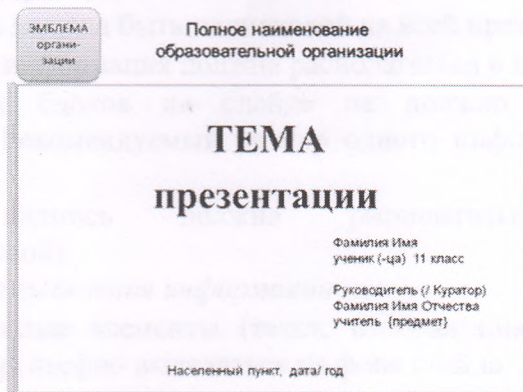 ЭМБЛЕМА
органи-
зации
Полное наименование
образовательной организации
ТЕМА
презентации
Фамилия Имя
ученик (-ца) 11 класс
Руководитель (/ Куратор)
Фамилия Имя Отчества
учитель {предмет}
Населенный пункт, дата/ год